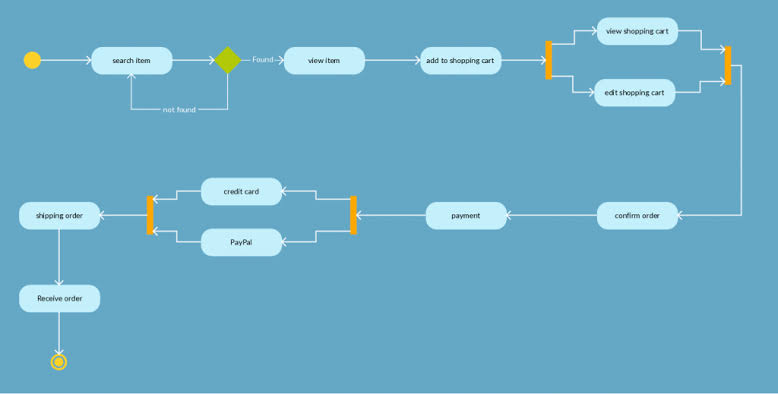 view shopping cart
search item
Found
view item
add to shopping cart
not found
edit shopping cart
credit card
shipping order
payment
confirm order
PayPal
Receive order